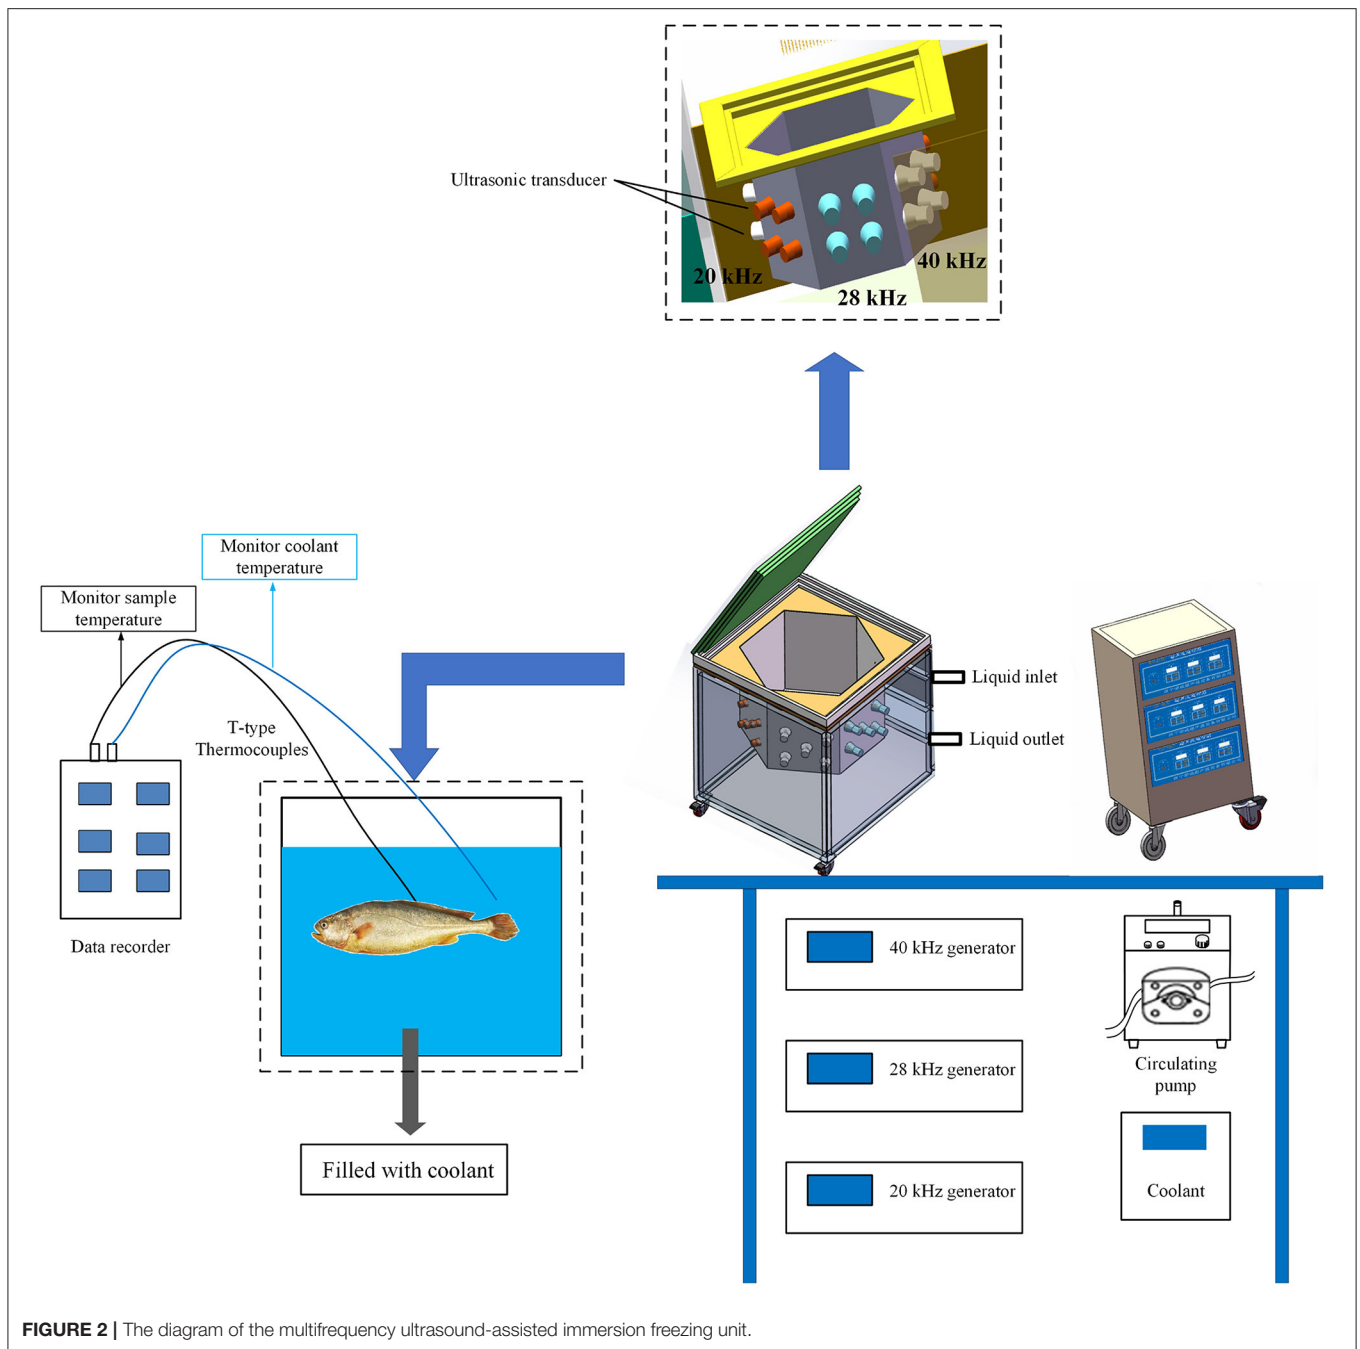 Ultrasonic transducer
20 kHz
28 kHz
40 kHz
Monitor coolant
temperature
Monitor sample
temperature
T-type
Thermocouples
Data recorder
Filled with coolant
Liquid inlet
Liquid outlet
40 kHz generator
28 kHz generator
20 kHz generator
Circulating
pump
Coolant
FIGURE 2 | The diagram of the multifrequency ultrasound-assisted immersion freezing unit.